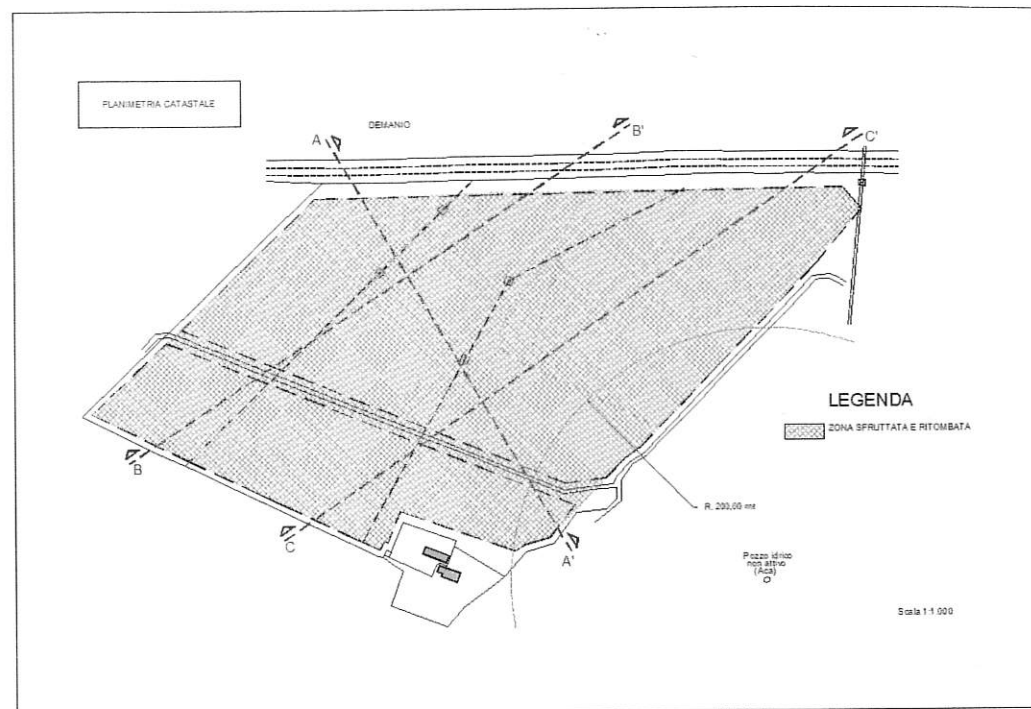 PLANIMETRIA CATASTALE
DEMANIO
A
B'
C'
LEGENDA
ZONA SFRUTTATA E RITOMBATA
B
C
A'
R. 200,00 mt
Pozzo idrico
non attivo
(Aca)
Scala 1:1.000